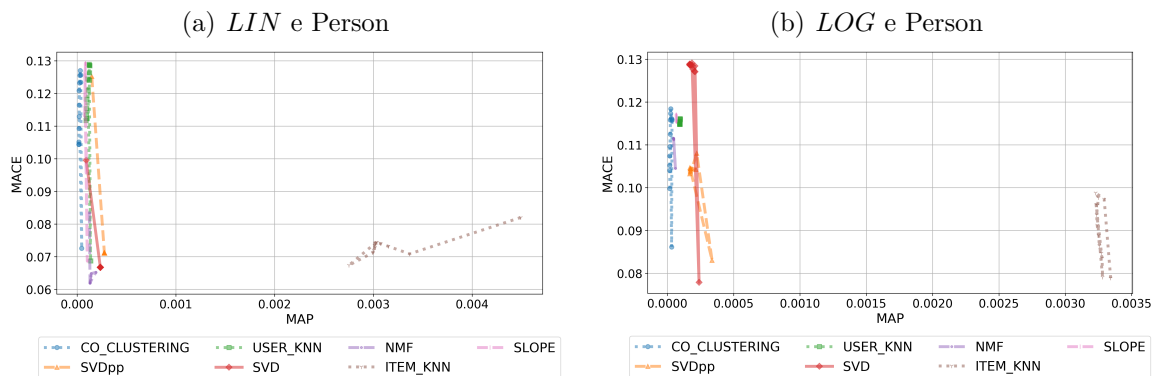 (a) LIN e Person
0.13
0.12
0.11
0.10
0.09
0.08
0.07
0.06
MACE
0.000 0.001 0.002 0.003 0.004
MAP
CO_CLUSTERING USER_KNN NMF SLOPE
SVDpp SVD ITEM_KNN
(b) LOG e Person
0.13
0.12
0.11
0.10
0.09
0.08
MACE
0.0000 0.0005 0.0010 0.0015 0.0020 0.0025 0.0030 0.0035
MAP
CO_CLUSTERING USER_KNN NMF SLOPE
SVDpp SVD ITEM_KNN